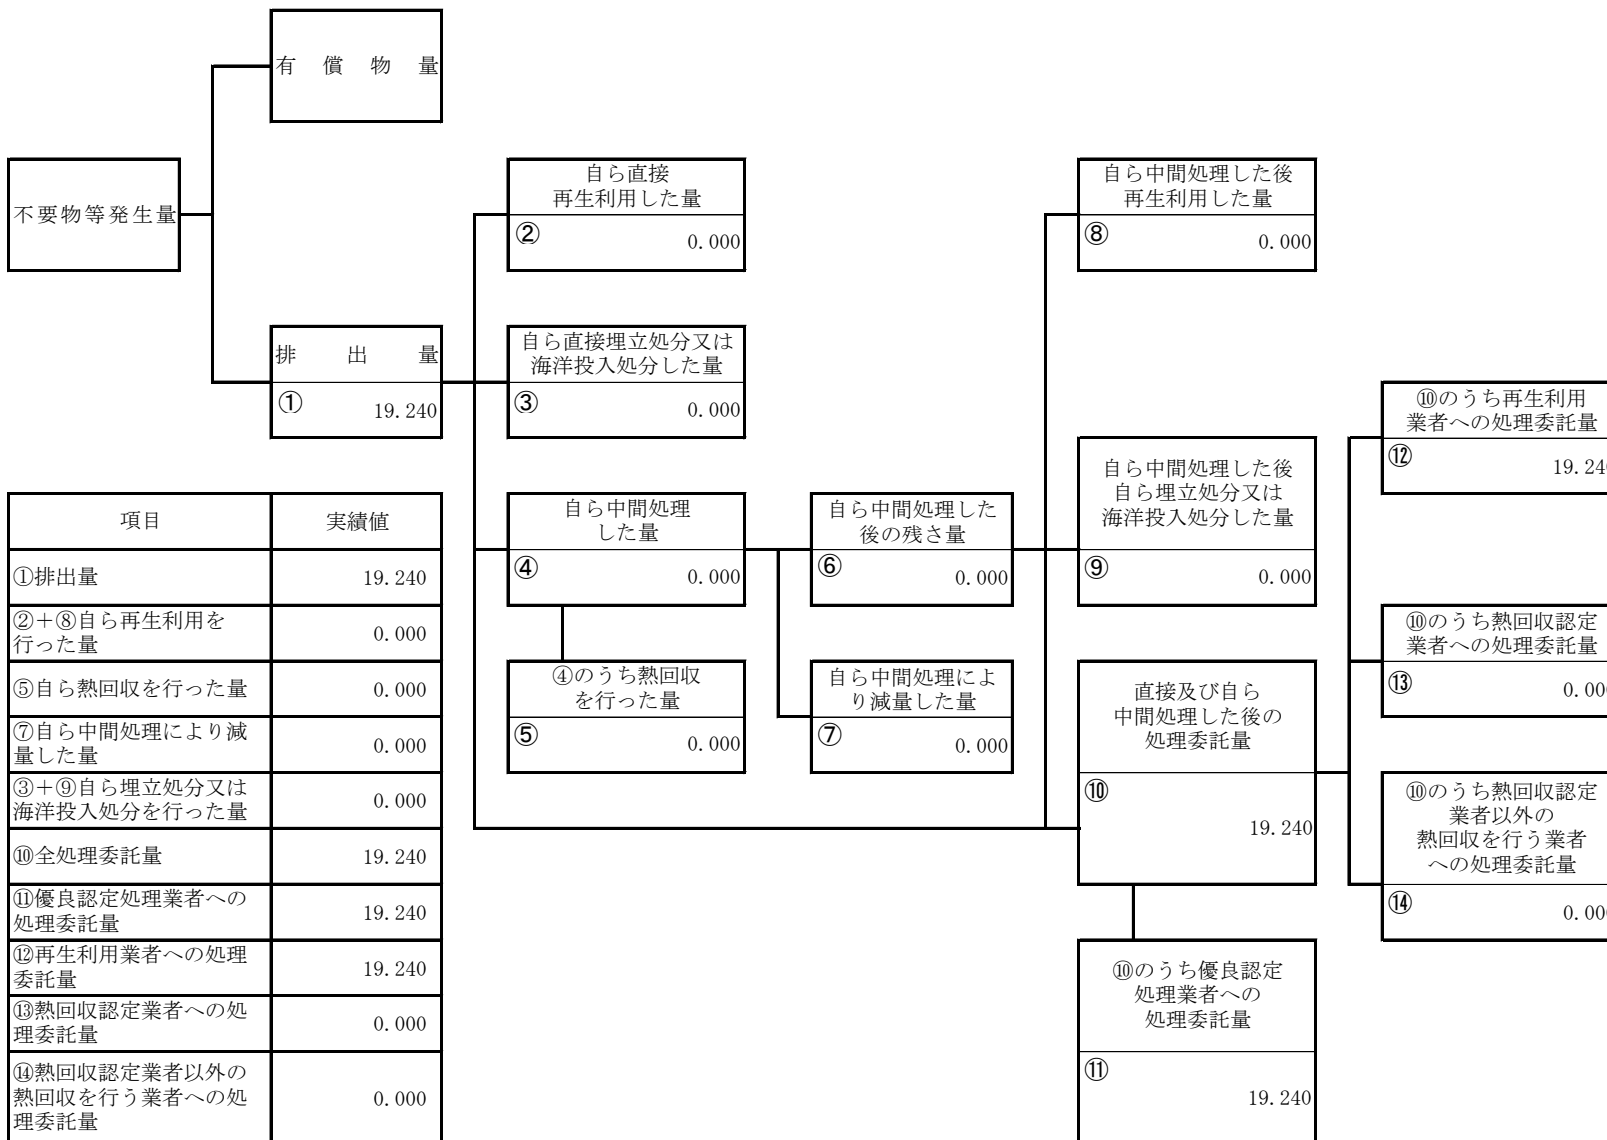 有償物量
不要物等発生量
自ら直接
再生利用した量
② 0.000
自ら中間処理した後
再生利用した量
⑧ 0.000
排出量
① 19.240
自ら直接埋立処分又は
海洋投入処分した量
③ 0.000
⑩のうち再生利用
業者への処理委託量
⑫ 19.240
自ら中間処理した後
自ら埋立処分又は
海洋投入処分した量
⑨ 0.000
自ら中間処理
した量
④ 0.000
自ら中間処理した
後の残さ量
⑥ 0.000
⑩のうち熱回収認定
業者への処理委託量
⑬ 0.00
④のうち熱回収
を行った量
⑤ 0.000
自ら中間処理によ
り減量した量
⑦ 0.000
直接及び自ら
中間処理した後の
処理委託量
⑩
19.240
⑩のうち熱回収認定
業者以外の
熱回収を行う業者
への処理委託量
⑭ 0.00
⑩のうち優良認定
処理業者への
処理委託量
⑪
19.240
項目 実績値
①排出量 19.240
②＋⑧自ら再生利用を
行った量 0.000
⑤自ら熱回収を行った量 0.000
⑦自ら中間処理により減
量した量 0.000
③＋⑨自ら埋立処分又は
海洋投入処分を行った量 0.000
⑩全処理委託量 19.240
⑪優良認定処理業者への
処理委託量 19.240
⑫再生利用業者への処理
委託量 19.240
⑬熱回収認定業者への処
理委託量 0.000
⑭熱回収認定業者以外の
熱回収を行う業者への処
理委託量 0.000